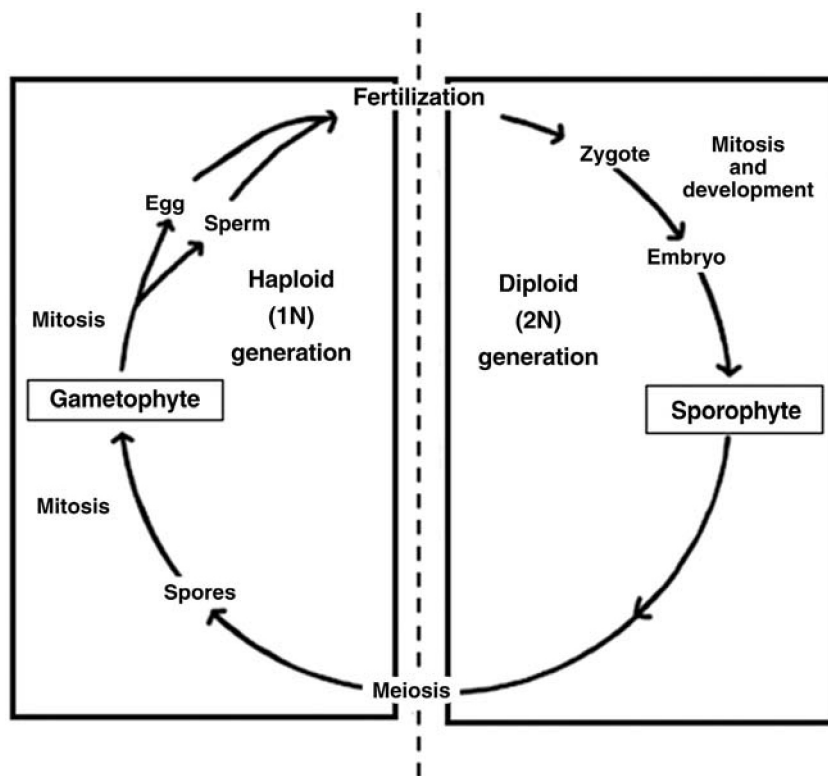 Fertilization
Zygote
Mitosis
and
development
Embryo
Egg
Sperm
Haploid
(1N)
generation
Diploid
(2N)
generation
Mitosis
Gametophyte
Sporophyte
Mitosis
Spores
Meiosis